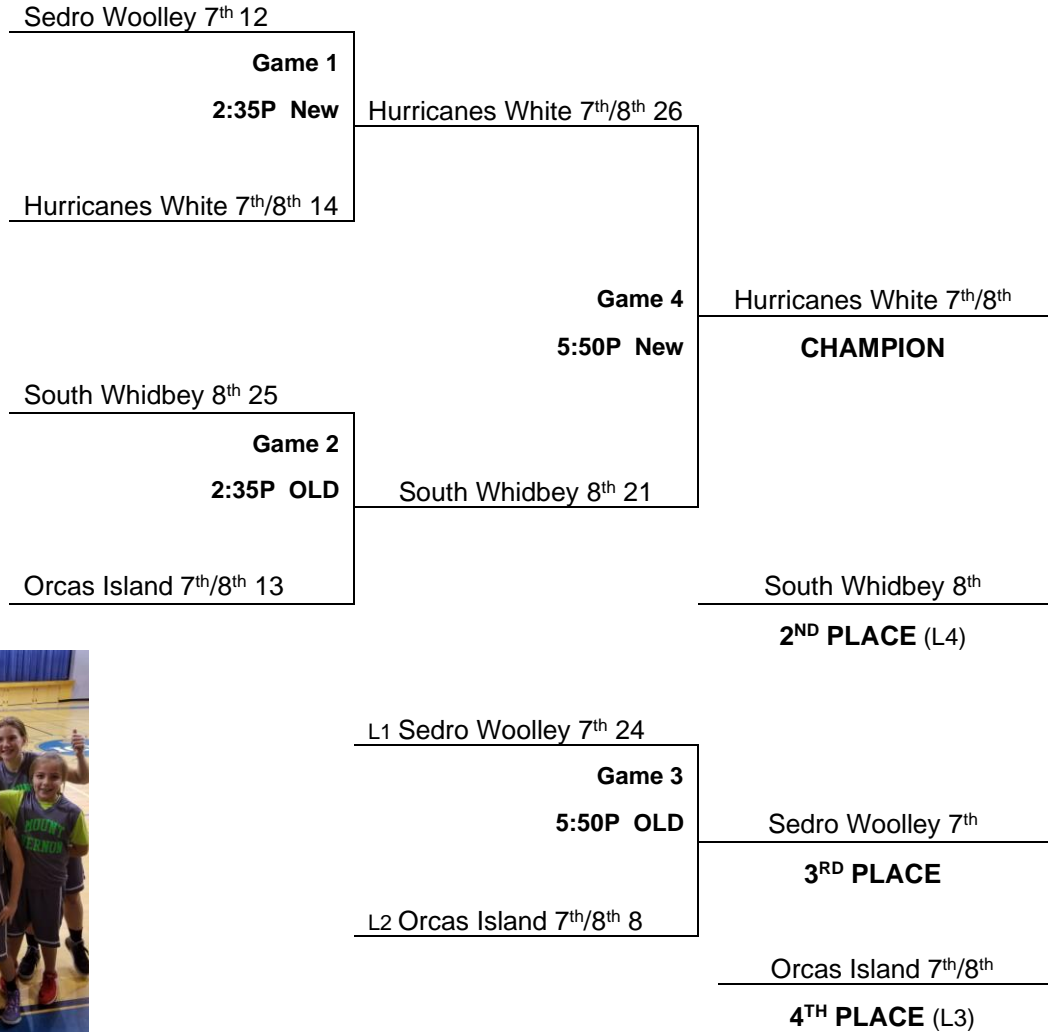 Sedro Woolley 7th 12
Game 1
2:35P New
Hurricanes White 7th/8th 26
Hurricanes White 7th/8th 14
Game 4
Hurricanes White 7th/8th
5:50P New
CHAMPION
South Whidbey 8th 25
Game 2
2:35P OLD
South Whidbey 8th 21
Orcas Island 7th/8th 13
South Whidbey 8th
2ND PLACE (L4)
L1 Sedro Woolley 7th 24
Game 3
5:50P OLD
Sedro Woolley 7th
3RD PLACE
L2 Orcas Island 7th/8th 8
Orcas Island 7th/8th
4TH PLACE (L3)
MOUNT
VERNON